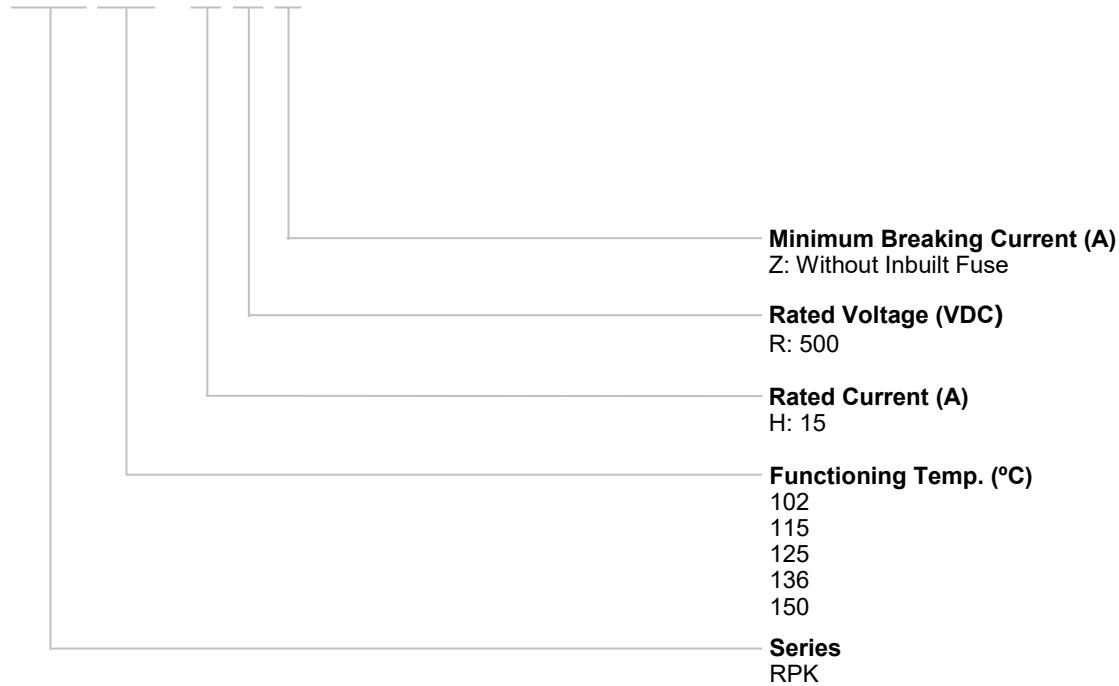 Minimum Breaking Current (A)
Z: Without Inbuilt Fuse
Rated Voltage (VDC)
R: 500
Rated Current (A)
H: 15
Functioning Temp. (ºC)
102
115
125
136
150
Series
RPK